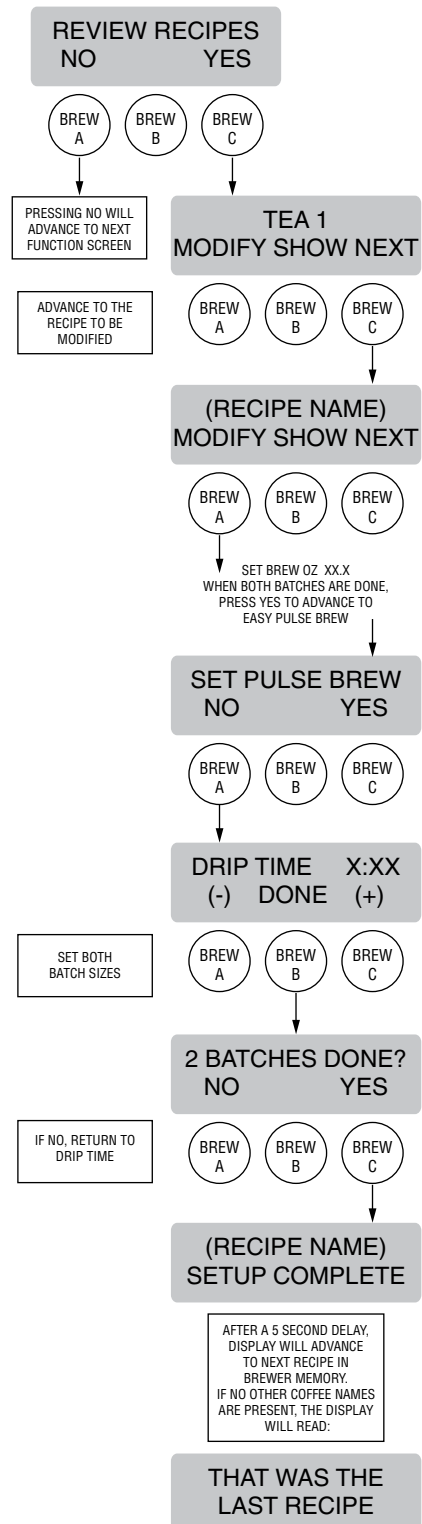 REVIEW RECIPES
NO YES
BREW
A
BREW
B
BREW
C
PRESSING NO WILL
ADVANCE TO NEXT
FUNCTION SCREEN
TEA 1
MODIFY SHOW NEXT
ADVANCE TO THE
RECIPE TO BE
MODIFIED
BREW
A
BREW
B
BREW
C
(RECIPE NAME)
MODIFY SHOW NEXT
BREW
A
BREW
B
BREW
C
SET BREW OZ XX.X
WHEN BOTH BATCHES ARE DONE,
PRESS YES TO ADVANCE TO
EASY PULSE BREW
SET PULSE BREW
NO YES
BREW
A
BREW
B
BREW
C
DRIP TIME X:XX
(-) DONE (+)
SET BOTH
BATCH SIZES
BREW
A
BREW
B
BREW
C
2 BATCHES DONE?
NO YES
IF NO, RETURN TO
DRIP TIME
BREW
A
BREW
B
BREW
C
(RECIPE NAME)
SETUP COMPLETE
AFTER A 5 SECOND DELAY,
DISPLAY WILL ADVANCE
TO NEXT RECIPE IN
BREWER MEMORY.
IF NO OTHER COFFEE NAMES
ARE PRESENT, THE DISPLAY
WILL READ:
THAT WAS THE
LAST RECIPE